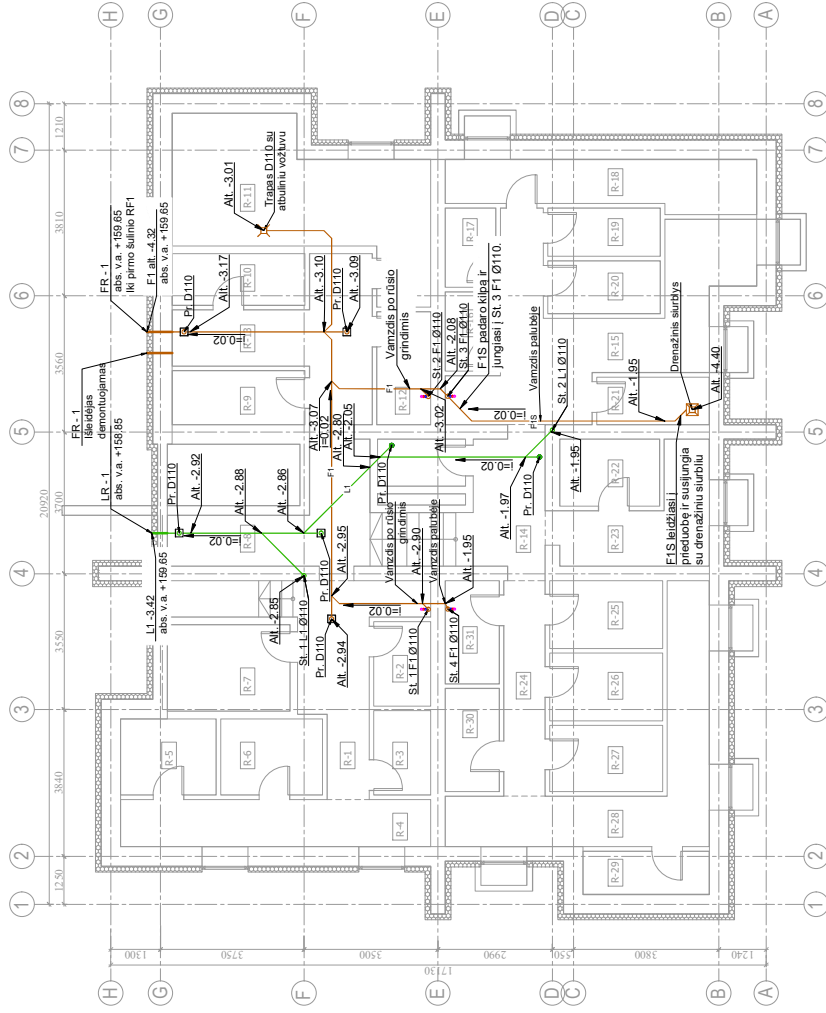 H
G
F
E
D
C
B
A
8
8
7
7
6
6
5
5
4
4
3
3
2
2
1
1
1210
3810
3560
3700
20920
3550
3840
1250
1300
3750
3500
17130
2990
550
3800
1240
H
G
F
E
D
C
B
A
FR - 1
abs. v.a. +159.65
Iki pirmo šulinio RF1
F1 alt. -4.32
abs. v.a. +159.65
FR - 1
Išleidėjas
demontuojamas
LR - 1
abs. v.a. +158,85
L1 -3.42
abs. v.a. +159.65
Trapas D110 su
atbuliniu vožtuvu
Alt. -3.01
Pr. D110
Alt. -3.17
i=0.02
Alt. -3.10
Pr. D110
Alt. -3.09
Alt. -3.07
i=0.02
Alt. -2.80
Alt. -2.05
F1
L1
F1
Vamzdis po rūsio
grindimis
St. 2 F1 Ø110
Alt. -2.08
St. 3 F1 Ø110
F1S padaro kilpą ir
jungiasi į St. 3 F1 Ø110.
Alt. -3.02
i=0.02
Vamzdis palubėje
F1S
St. 2 L1 Ø110
Alt. -1.95
Drenažinis siurblys
Alt. -4.40
F1S leidžiasi į
prieduobę ir susijungia
su drenažiniu siurbliu
Pr. D110
Alt. -2.92
i=0.02
Alt. -2.88
Alt. -2.86
Pr. D110
i=0.02
Alt. -1.97
Pr. D110
Alt. -1.95
Alt. -2.85
St. 1 L1 Ø110
Pr. D110
Alt. -2.95
Pr. D110
Alt. -2.94
Vamzdis po rūsio
grindimis
Alt. -2.90
i=0.02
Vamzdis palubėje
Alt. -1.95
St. 1 F1 Ø110
St. 4 F1 Ø110
R-1
R-2
R-3
R-4
R-5
R-6
R-7
R-8
R-9
R-10
R-11
R-12
R-13
R-14
R-15
R-17
R-18
R-19
R-20
R-21
R-22
R-23
R-24
R-25
R-26
R-27
R-28
R-29
R-30
R-31